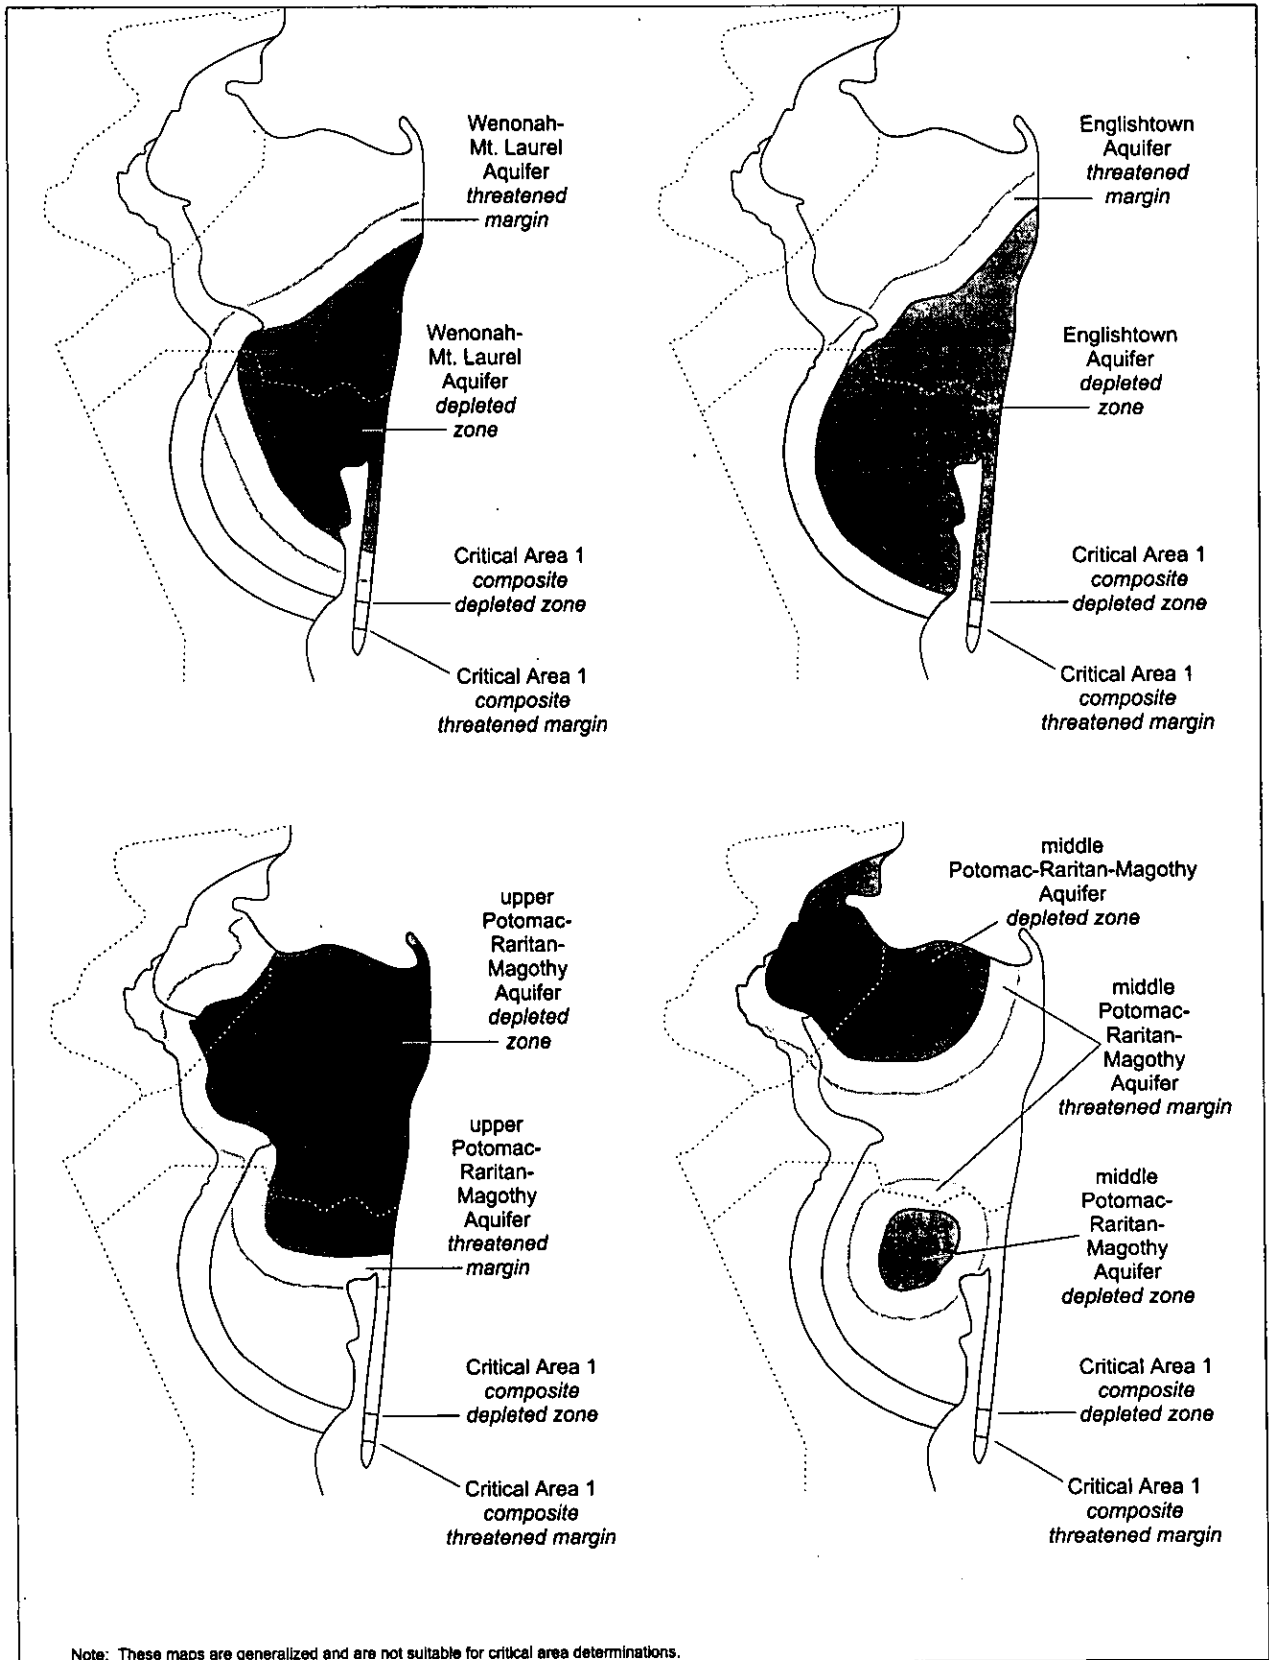 Wenonah-
Mt. Laurel
Aquifer
threatened
margin
Wenonah-
Mt. Laurel
Aquifer
depleted
zone
Critical Area 1
composite
depleted zone
Critical Area 1
composite
threatened margin
Englishtown
Aquifer
threatened
margin
Englishtown
Aquifer
depleted
zone
Critical Area 1
composite
depleted zone
Critical Area 1
composite
threatened margin
upper
Potomac-
Raritan-
Magothy
Aquifer
depleted
zone
upper
Potomac-
Raritan-
Magothy
Aquifer
threatened
margin
Critical Area 1
composite
depleted zone
Critical Area 1
composite
threatened margin
middle
Potomac-Raritan-Magothy
Aquifer
depleted zone
middle
Potomac-
Raritan-
Magothy
Aquifer
threatened margin
middle
Potomac-
Raritan-
Magothy
Aquifer
depleted zone
Critical Area 1
composite
depleted zone
Critical Area 1
composite
threatened margin
Note: These maps are generalized and are not suitable for critical area determinations.